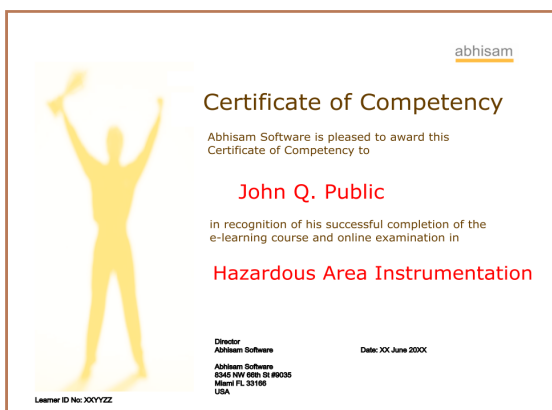 abhisam
Certificate of Competency
Abhisam Software is pleased to award this
Certificate of Competency to
John Q. Public
in recognition of his successful completion of the
e-learning course and online examination in
Hazardous Area Instrumentation
Director
Abhisam Software
Date: XX June 20XX
Abhisam Software
8345 NW 66th St #9035
Miami FL 33166
USA
Learner ID No: XXYYZZ